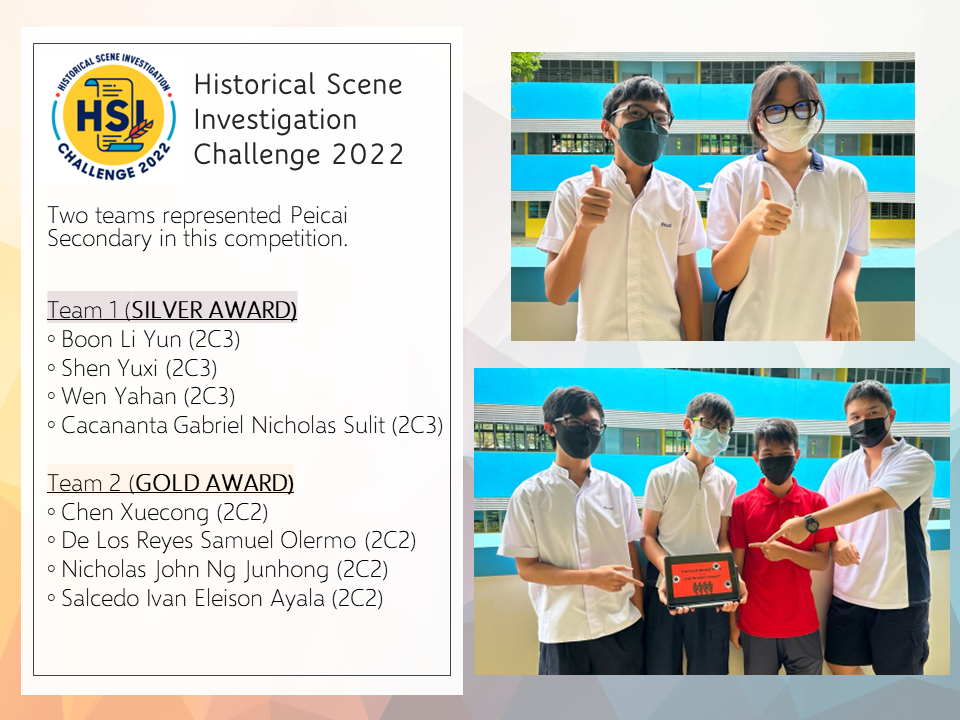 HISTORICAL SCENE INVESTIGATION
HSI
CHALLENGE 2022
Historical Scene
Investigation
Challenge 2022
Two teams represented Peicai
Secondary in this competition.
Team 1 (SILVER AWARD)
◦ Boon Li Yun (2C3)
◦ Shen Yuxi (2C3)
◦ Wen Yahan (2C3)
◦ Cacananta Gabriel Nicholas Sulit (2C3)
Team 2 (GOLD AWARD)
◦ Chen Xuecong (2C2)
◦ De Los Reyes Samuel Olermo (2C2)
◦ Nicholas John Ng Junhong (2C2)
◦ Salcedo Ivan Eleison Ayala (2C2)